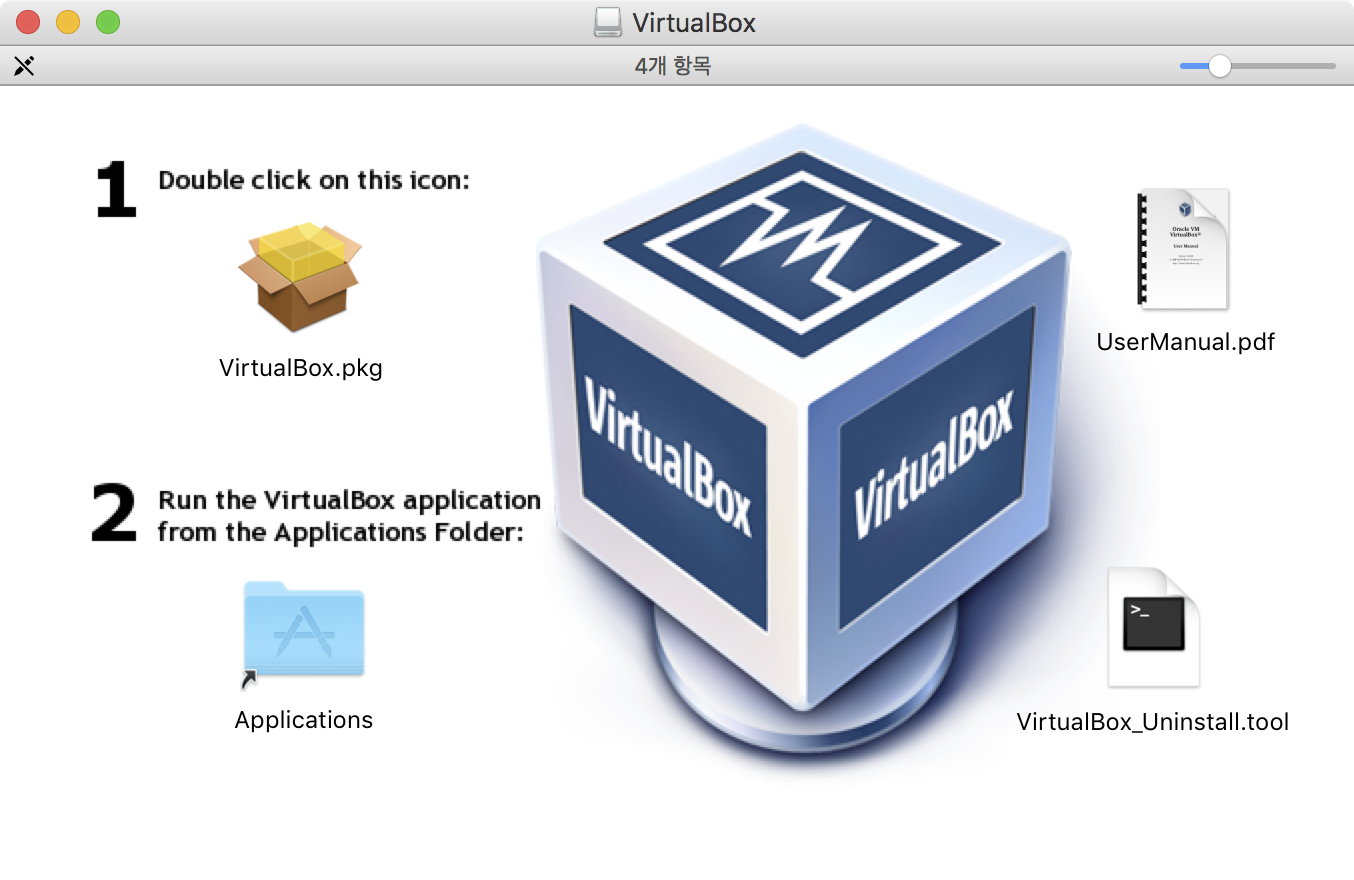 VirtualBox
4개 항목
1 Double click on this icon:
VirtualBox.pkg
2 Run the VirtualBox application
from the Applications Folder:
Applications
VirtualBox
VirtualBox
Oracle VM
VirtualBox®
User Manual
UserManual.pdf
>_
VirtualBox_Uninstall.tool